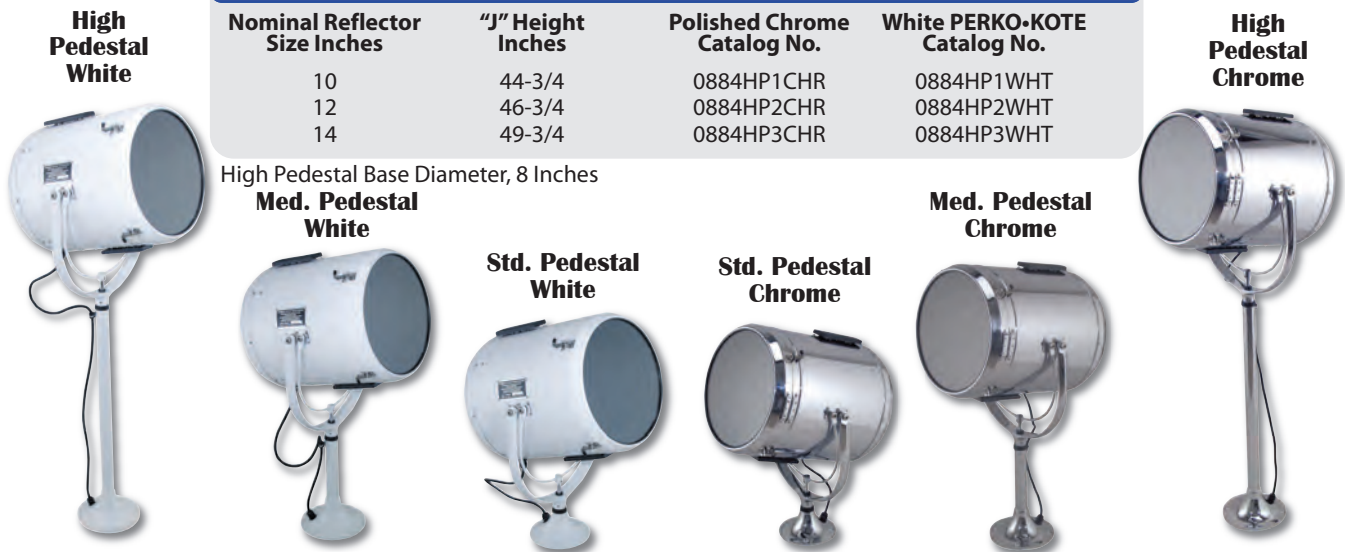 High
Pedestal
White
Nominal Reflector Size Inches "J" Height Inches Polished Chrome Catalog No. White PERKO•KOTE Catalog No.
10 44-3/4 0884HP1CHR 0884HP1WHT
12 46-3/4 0884HP2CHR 0884HP2WHT
14 49-3/4 0884HP3CHR 0884HP3WHT
High Pedestal Base Diameter, 8 Inches
High
Pedestal
Chrome
Med. Pedestal
White
Std. Pedestal
White
Std. Pedestal
Chrome
Med. Pedestal
Chrome